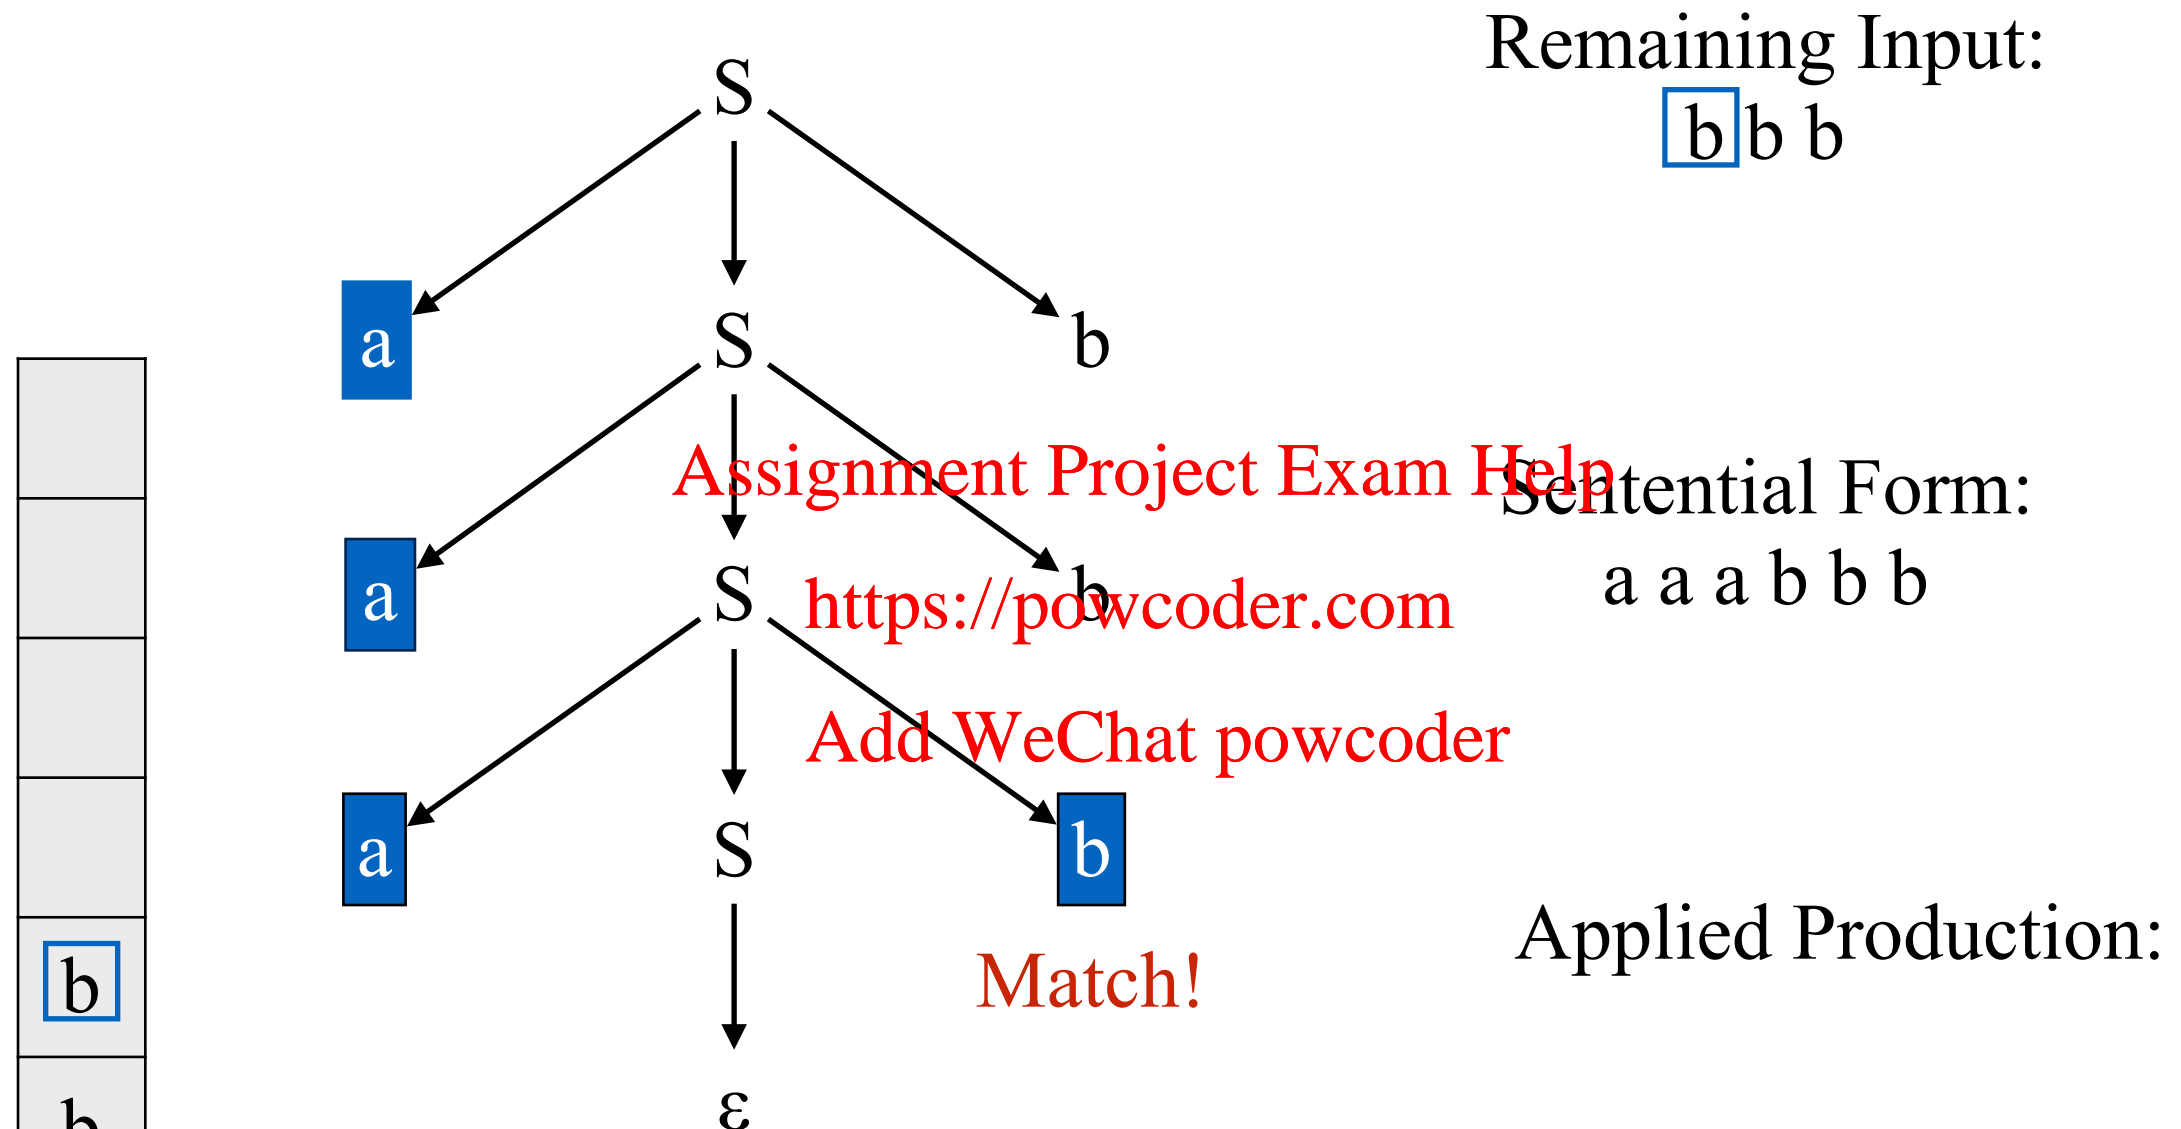 S
Remaining Input:
b b b
a S b
Assignment Project Exam Help
Sentential Form:
a a a b b b
a S b
https://powcoder.com
Add WeChat powcoder
a S b
Applied Production:
b
Match!
b
ε